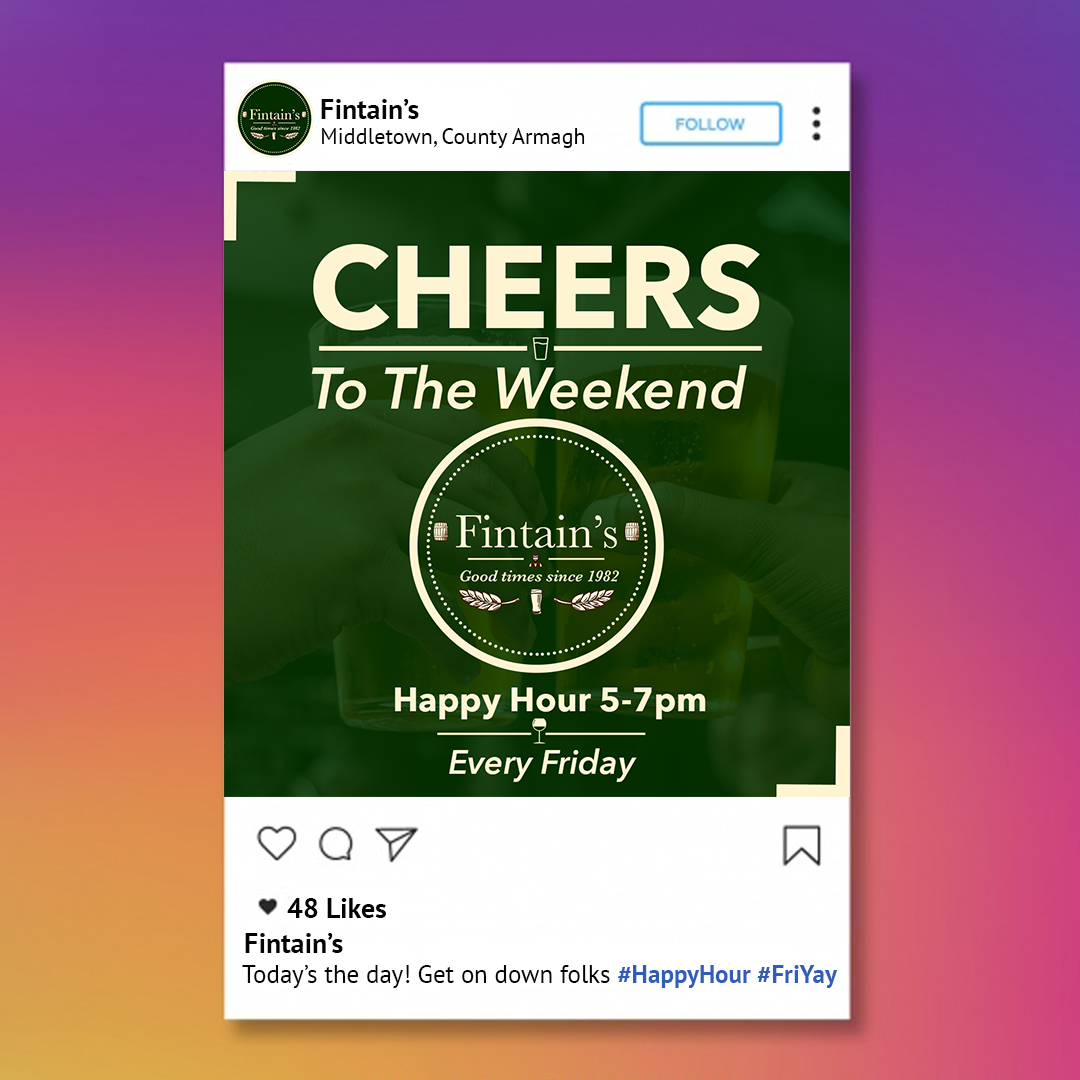 Fintain's
Good times since 1982
Fintain’s
Middletown, County Armagh
FOLLOW
CHEERS
To The Weekend
Fintain’s
Good times since 1982
Happy Hour 5-7pm
Every Friday
48 Likes
Fintain’s
Today’s the day! Get on down folks #HappyHour #FriYay